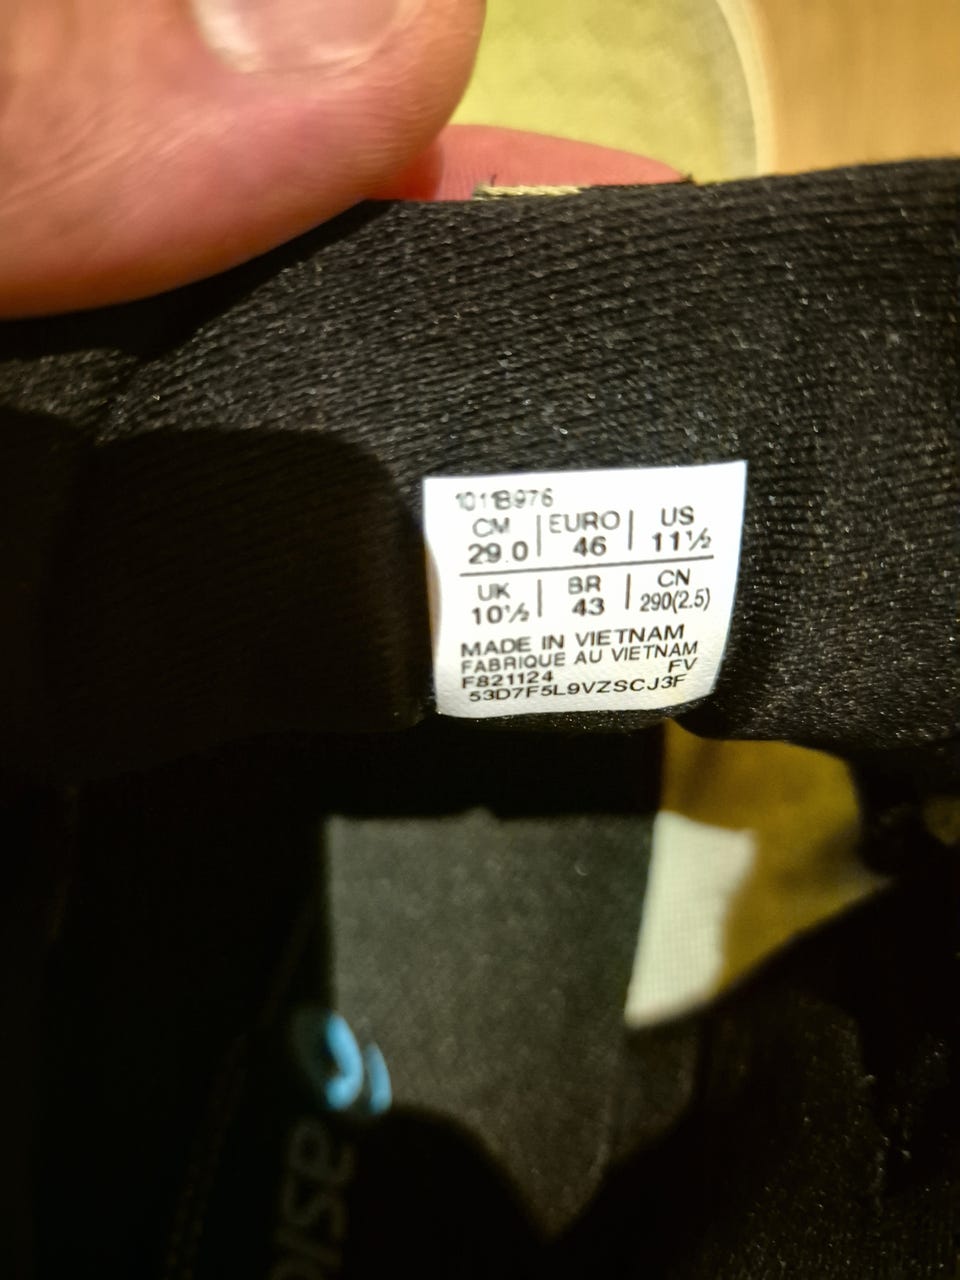 1011B976
CM | EURO | US
29.0 | 46 | 11½
UK | BR | CN
10½ | 43 | 290(2.5)
MADE IN VIETNAM
FABRIQUE AU VIETNAM
F821124 FV
53D7F5L9VZSCJ3F
asics